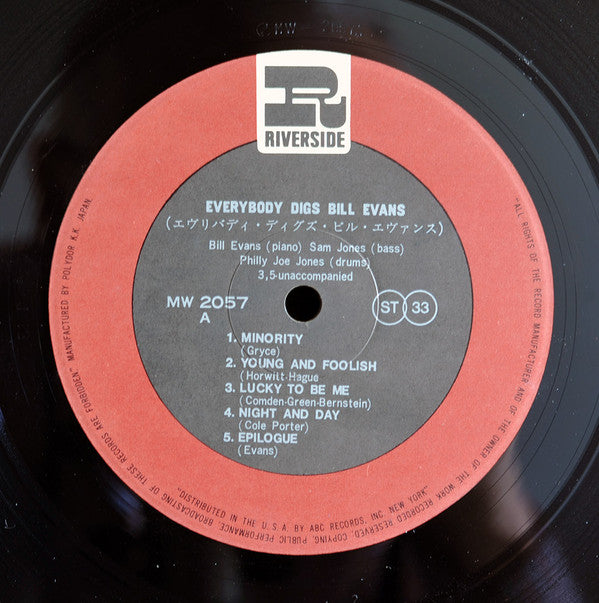 R
RIVERSIDE
EVERYBODY DIGS BILL EVANS
(エヴリバディ・ディグズ・ビル・エヴァンス)
Bill Evans (piano) Sam Jones (bass)
Philly Joe Jones (drums)
3,5-unaccompanied
MW 2057
A
ST 33
1. MINORITY
(Gryce)
2. YOUNG AND FOOLISH
(Horwitt-Hague
3. LUCKY TO BE ME
(Comden-Green-Bernstein)
4. NIGHT AND DAY
(Cole Porter)
5. EPILOGUE
(Evans)
"ALL RIGHTS OF THE RECORD MANUFACTURER AND OF THE OWNER OF THE WORK RECORDED RESERVED. COPYING, PUBLIC PERFORMANCE, BROADCASTING OF THESE RECORDS ARE FORBIDDEN" MANUFACTURED BY POLYDOR K.K. JAPAN.
"DISTRIBUTED IN THE U.S.A. BY ABC RECORDS, INC. NEW YORK"